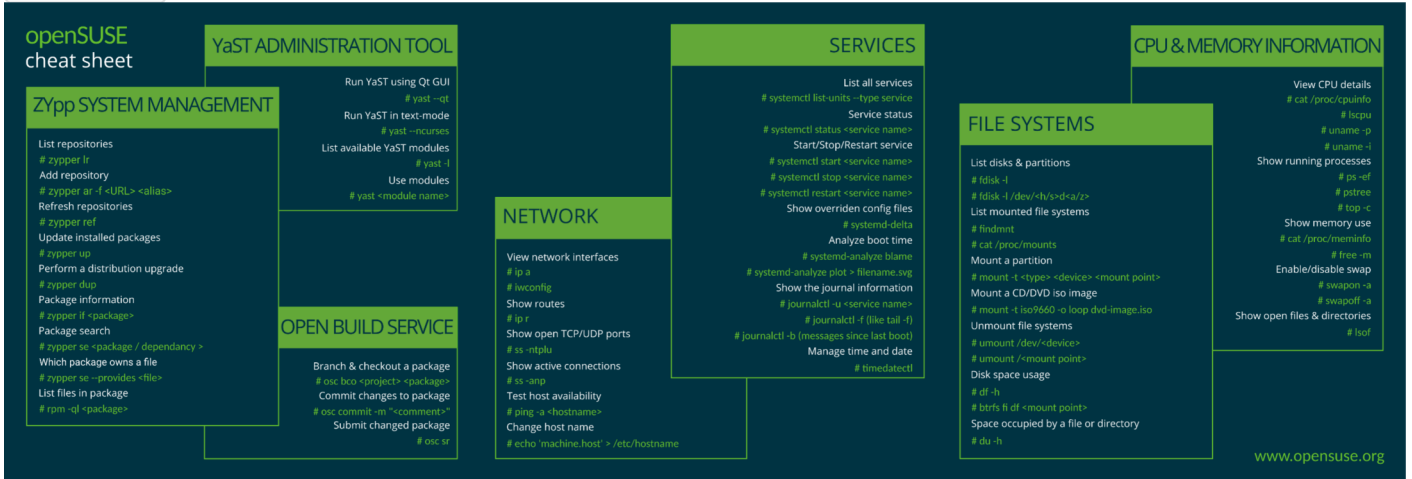 openSUSE
cheat sheet
ZYpp SYSTEM MANAGEMENT
List repositories
# zypper lr
Add repository
# zypper ar -f <URL> <alias>
Refresh repositories
# zypper ref
Update installed packages
# zypper up
Perform a distribution upgrade
# zypper dup
Package information
# zypper if <package>
Package search
# zypper se <package / dependancy >
Which package owns a file
# zypper se --provides <file>
List files in package
# rpm -ql <package>
YaST ADMINISTRATION TOOL
Run YaST using Qt GUI
# yast --qt
Run YaST in text-mode
# yast --ncurses
List available YaST modules
# yast -l
Use modules
# yast <module name>
OPEN BUILD SERVICE
Branch & checkout a package
# osc bco <project> <package>
Commit changes to package
# osc commit -m "<comment>"
Submit changed package
# osc sr
NETWORK
View network interfaces
# ip a
# iwconfig
Show routes
# ip r
Show open TCP/UDP ports
# ss -ntplu
Show active connections
# ss -anp
Test host availability
# ping -a <hostname>
Change host name
# echo 'machine.host' > /etc/hostname
SERVICES
List all services
# systemctl list-units --type service
Service status
# systemctl status <service name>
Start/Stop/Restart service
# systemctl start <service name>
# systemctl stop <service name>
# systemctl restart <service name>
Show overriden config files
# systemd-delta
Analyze boot time
# systemd-analyze blame
# systemd-analyze plot > filename.svg
Show the journal information
# journalctl -u <service name>
# journalctl -f (like tail -f)
# journalctl -b (messages since last boot)
Manage time and date
# timedatectl
FILE SYSTEMS
List disks & partitions
# fdisk -l
# fdisk -l /dev/<h/s>d<a/z>
List mounted file systems
# findmnt
# cat /proc/mounts
Mount a partition
# mount -t <type> <device> <mount point>
Mount a CD/DVD iso image
# mount -t iso9660 -o loop dvd-image.iso
Unmount file systems
# umount /dev/<device>
# umount /<mount point>
Disk space usage
# df -h
# btrfs fi df <mount point>
Space occupied by a file or directory
# du -h
CPU & MEMORY INFORMATION
View CPU details
# cat /proc/cpuinfo
# lscpu
# uname -p
# uname -i
Show running processes
# ps -ef
# pstree
# top -c
Show memory use
# cat /proc/meminfo
# free -m
Enable/disable swap
# swapon -a
# swapoff -a
Show open files & directories
# lsof
www.opensuse.org